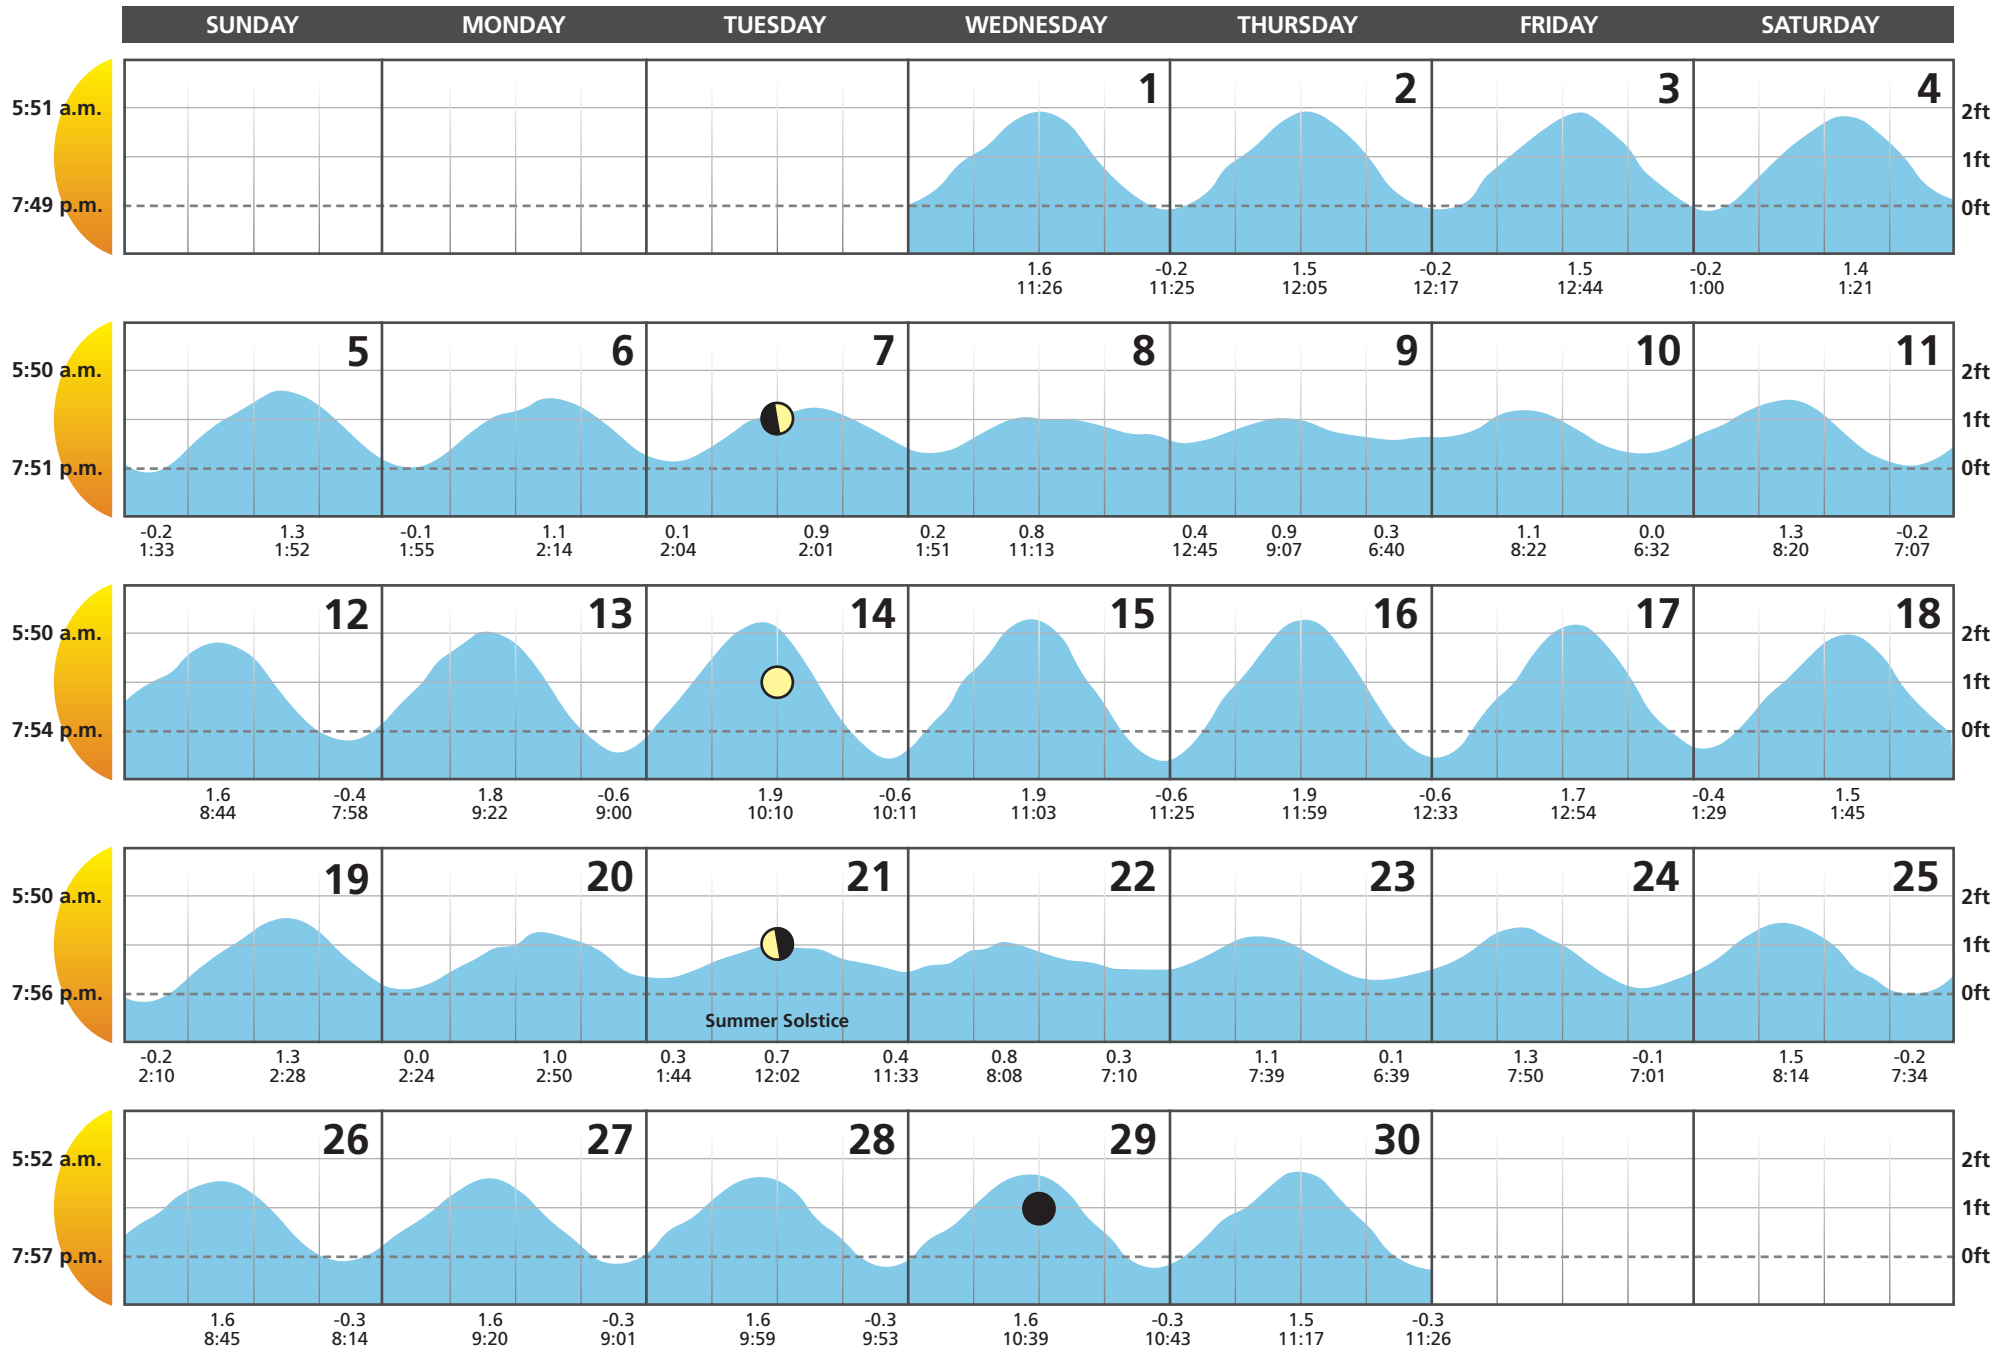 SUNDAY MONDAY TUESDAY WEDNESDAY THURSDAY FRIDAY SATURDAY
1 2 3 4
5:51 a.m. 2ft
1ft
7:49 p.m. 0ft
1.6 -0.2 1.5 -0.2 1.5 -0.2 1.4
11:26 11:25 12:05 12:17 12:44 1:00 1:21
5 6 7 8 9 10 11
5:50 a.m. 2ft
1ft
7:51 p.m. 0ft
-0.2 1.3 -0.1 1.1 0.1 0.9 0.2 0.8 0.4 0.9 0.3 1.1 0.0 1.3 -0.2
1:33 1:52 1:55 2:14 2:04 2:01 1:51 11:13 12:45 9:07 6:40 8:22 6:32 8:20 7:07
12 13 14 15 16 17 18
5:50 a.m. 2ft
1ft
7:54 p.m. 0ft
1.6 -0.4 1.8 -0.6 1.9 -0.6 1.9 -0.6 1.9 -0.6 1.7 -0.4 1.5
8:44 7:58 9:22 9:00 10:10 10:11 11:03 11:25 11:59 12:33 12:54 1:29 1:45
19 20 21 22 23 24 25
5:50 a.m. 2ft
1ft
7:56 p.m. 0ft
Summer Solstice
-0.2 1.3 0.0 1.0 0.3 0.7 0.4 0.8 0.3 1.1 0.1 1.3 -0.1 1.5 -0.2
2:10 2:28 2:24 2:50 1:44 12:02 11:33 8:08 7:10 7:39 6:39 7:50 7:01 8:14 7:34
26 27 28 29 30
5:52 a.m. 2ft
1ft
7:57 p.m. 0ft
1.6 -0.3 1.6 -0.3 1.6 -0.3 1.6 -0.3 1.5 -0.3
8:45 8:14 9:20 9:01 9:59 9:53 10:39 10:43 11:17 11:26